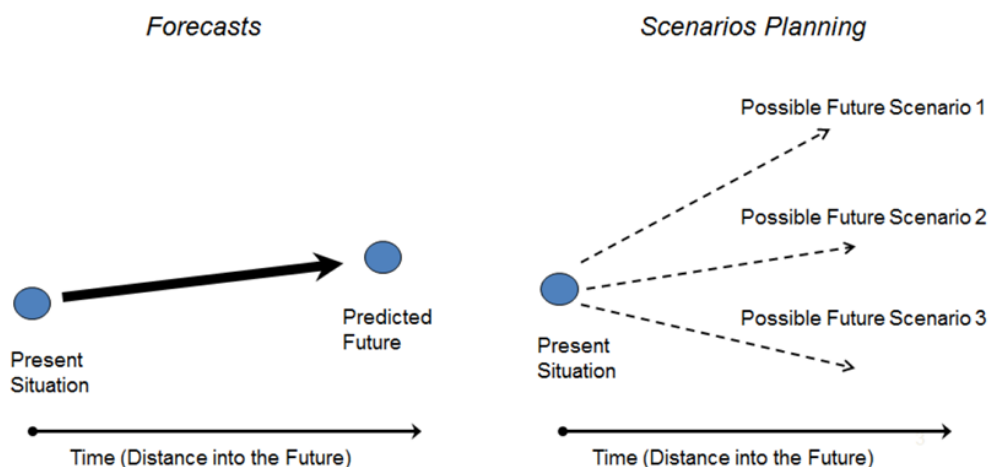 Forecasts
Predicted
Future
Present
Situation
Time (Distance into the Future)
Scenarios Planning
Possible Future Scenario 1
Possible Future Scenario 2
Possible Future Scenario 3
Present
Situation
3
Time (Distance into the Future)